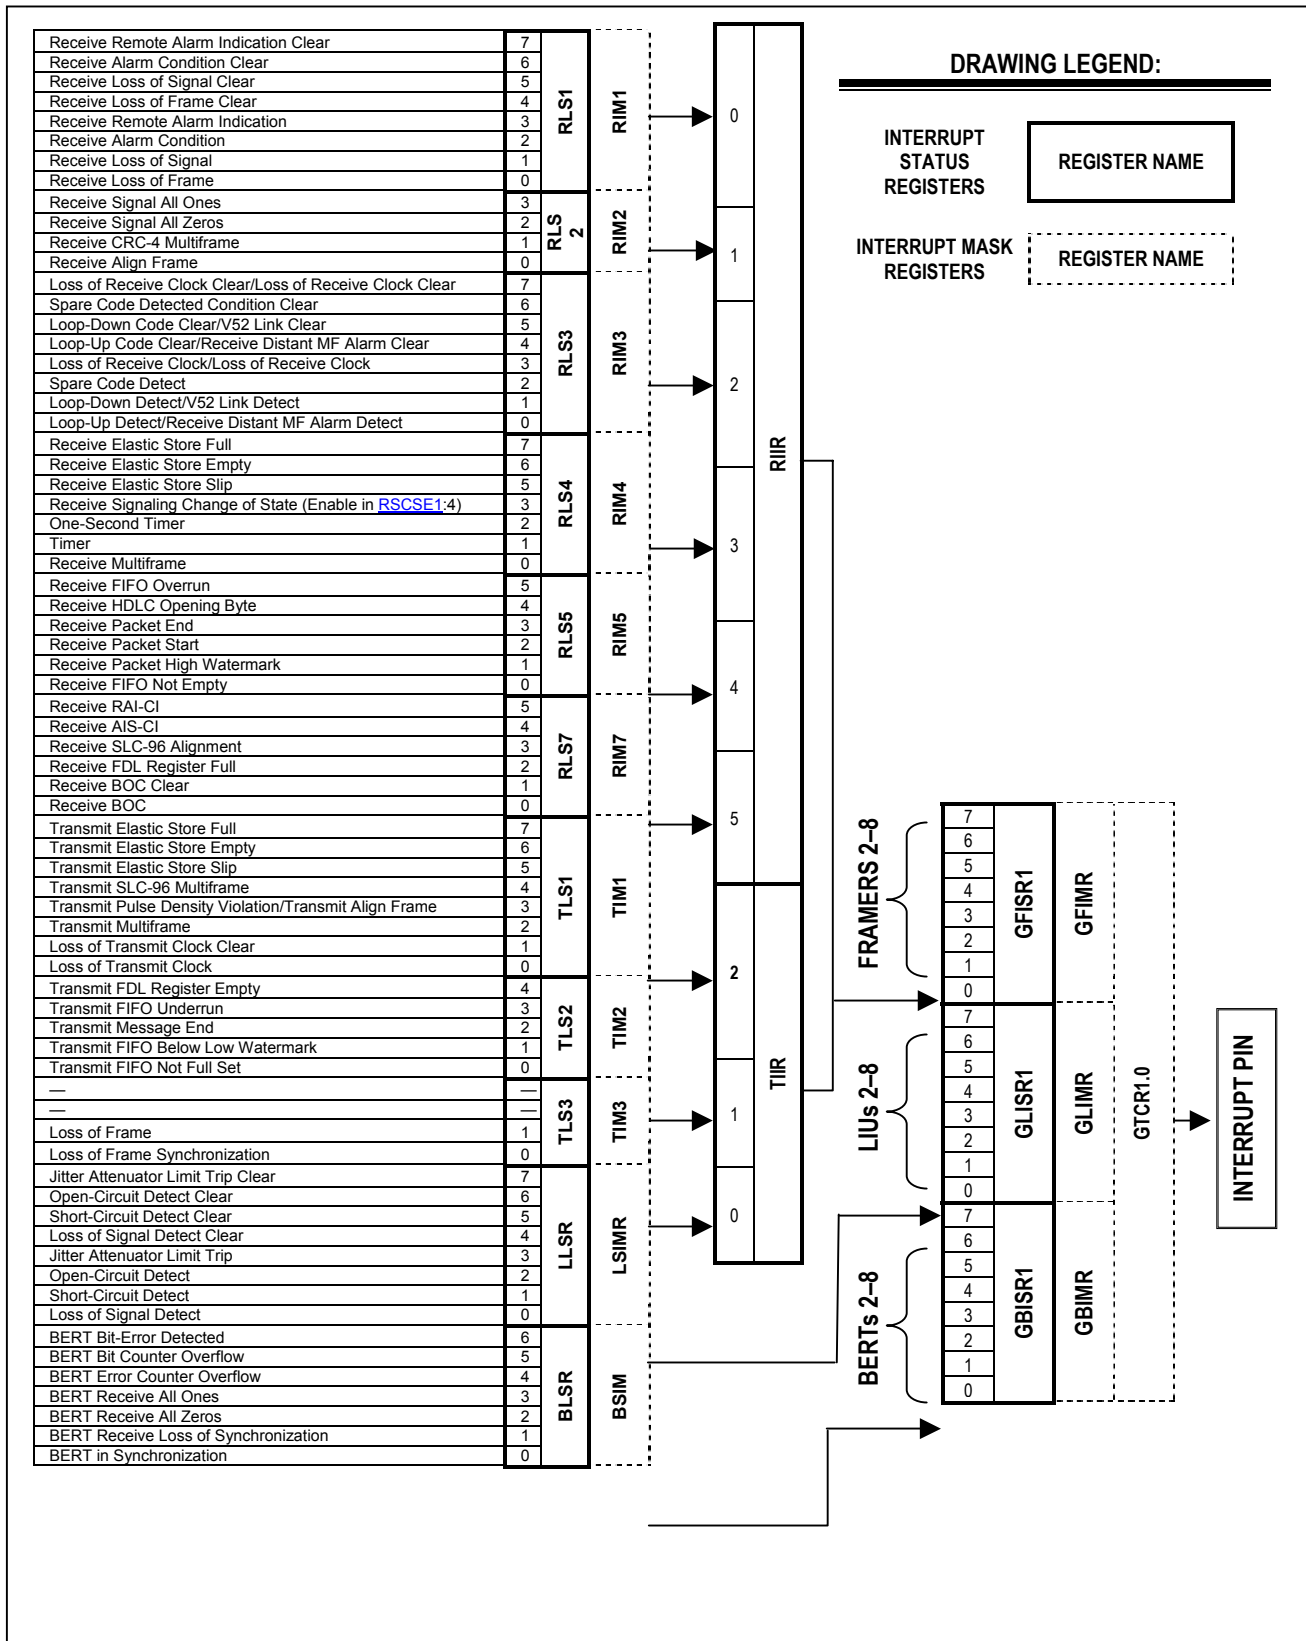 DRAWING LEGEND:
INTERRUPT STATUS REGISTERS
REGISTER NAME
INTERRUPT MASK REGISTERS
REGISTER NAME
Receive Remote Alarm Indication Clear 7
Receive Alarm Condition Clear 6
Receive Loss of Signal Clear 5
Receive Loss of Frame Clear 4
Receive Remote Alarm Indication 3
Receive Alarm Condition 2
Receive Loss of Signal 1
Receive Loss of Frame 0
RLS1
RIM1
0
Receive Signal All Ones 3
Receive Signal All Zeros 2
Receive CRC-4 Multiframe 1
Receive Align Frame 0
RLS 2
RIM2
1
Loss of Receive Clock Clear/Loss of Receive Clock Clear 7
Spare Code Detected Condition Clear 6
Loop-Down Code Clear/V52 Link Clear 5
Loop-Up Code Clear/Receive Distant MF Alarm Clear 4
Loss of Receive Clock/Loss of Receive Clock 3
Spare Code Detect 2
Loop-Down Detect/V52 Link Detect 1
Loop-Up Detect/Receive Distant MF Alarm Detect 0
RLS3
RIM3
2
Receive Elastic Store Full 7
Receive Elastic Store Empty 6
Receive Elastic Store Slip 5
Receive Signaling Change of State (Enable in RSCSE1:4) 3
One-Second Timer 2
Timer 1
Receive Multiframe 0
RLS4
RIM4
3
Receive FIFO Overrun 5
Receive HDLC Opening Byte 4
Receive Packet End 3
Receive Packet Start 2
Receive Packet High Watermark 1
Receive FIFO Not Empty 0
RLS5
RIM5
4
Receive RAI-CI 5
Receive AIS-CI 4
Receive SLC-96 Alignment 3
Receive FDL Register Full 2
Receive BOC Clear 1
Receive BOC 0
RLS7
RIM7
5
RIIR
Transmit Elastic Store Full 7
Transmit Elastic Store Empty 6
Transmit Elastic Store Slip 5
Transmit SLC-96 Multiframe 4
Transmit Pulse Density Violation/Transmit Align Frame 3
Transmit Multiframe 2
Loss of Transmit Clock Clear 1
Loss of Transmit Clock 0
TLS1
TIM1
2
Transmit FDL Register Empty 4
Transmit FIFO Underrun 3
Transmit Message End 2
Transmit FIFO Below Low Watermark 1
Transmit FIFO Not Full Set 0
TLS2
TIM2
1
— —
— —
Loss of Frame 1
Loss of Frame Synchronization 0
TLS3
TIM3
0
TIIR
Jitter Attenuator Limit Trip Clear 7
Open-Circuit Detect Clear 6
Short-Circuit Detect Clear 5
Loss of Signal Detect Clear 4
Jitter Attenuator Limit Trip 3
Open-Circuit Detect 2
Short-Circuit Detect 1
Loss of Signal Detect 0
LLSR
LSIMR
BERT Bit-Error Detected 6
BERT Bit Counter Overflow 5
BERT Error Counter Overflow 4
BERT Receive All Ones 3
BERT Receive All Zeros 2
BERT Receive Loss of Synchronization 1
BERT in Synchronization 0
BLSR
BSIM
FRAMERS 2–8
7
6
5
4
3
2
1
0
GFISR1
GFIMR
LIUs 2–8
7
6
5
4
3
2
1
0
GLISR1
GLIMR
BERTs 2–8
7
6
5
4
3
2
1
0
GBISR1
GBIMR
GTCR1.0
INTERRUPT PIN